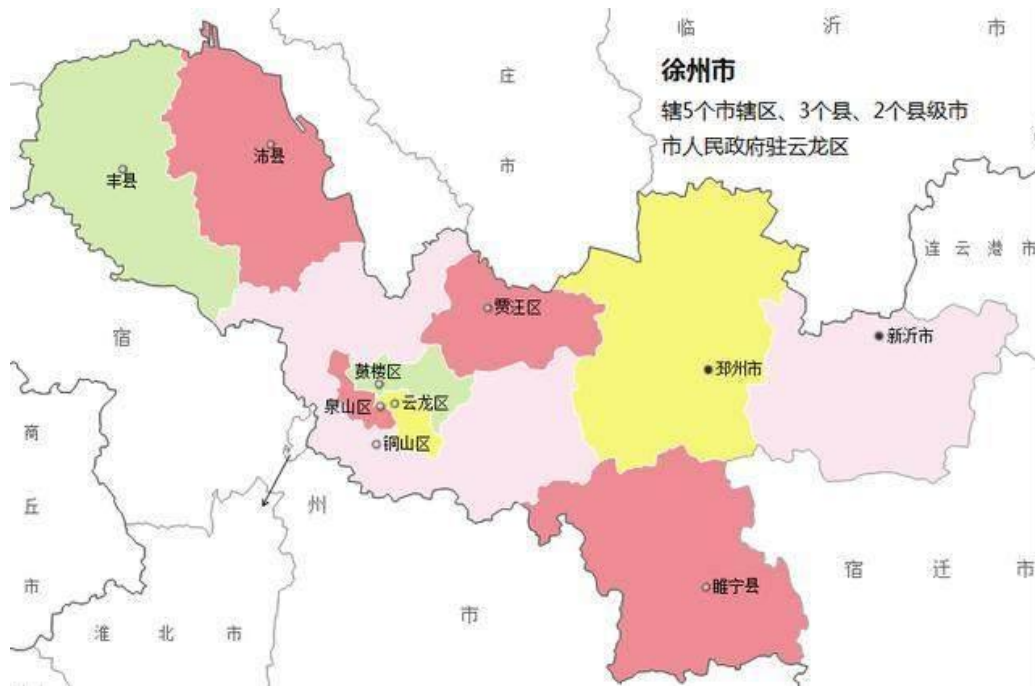 临 沂 市
徐州市
辖5个市辖区、3个县、2个县级市
市人民政府驻云龙区
庄
市
沛县
丰县
连云港市
贾汪区
宿
新沂市
邳州市
鼓楼区
云龙区
泉山区
铜山区
商
丘
市
州
宿 迁 市
睢宁县
市
淮 北 市